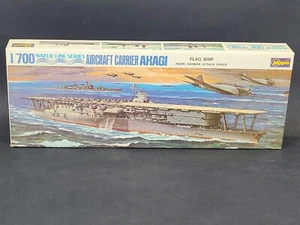 1/700 WATER LINE SERIES AIRCRAFT CARRIER AKAGI
FLAG SHIP
PEARL HARBOR ATTACK FORCE
Hasegawa